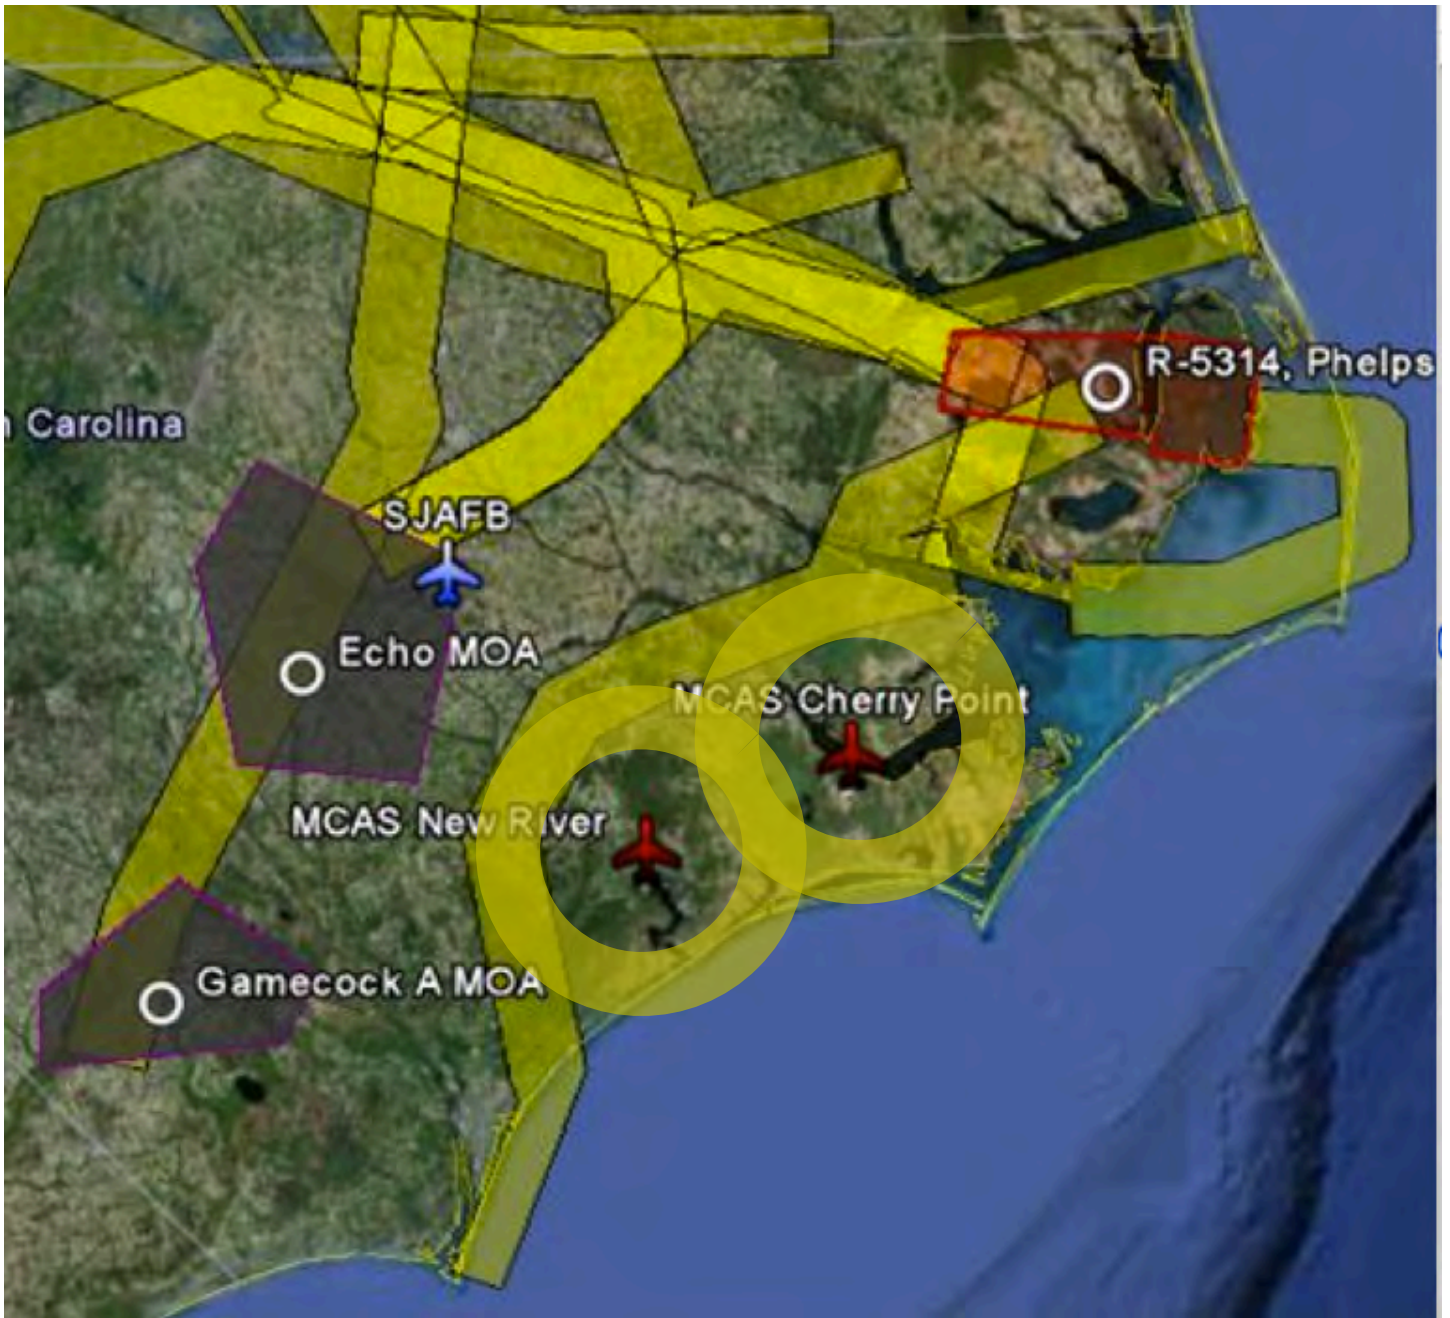 R-5314, Phelps
n Carolina
SJAFB
Echo MOA
MCAS Cherry Point
MCAS New River
Gamecock A MOA